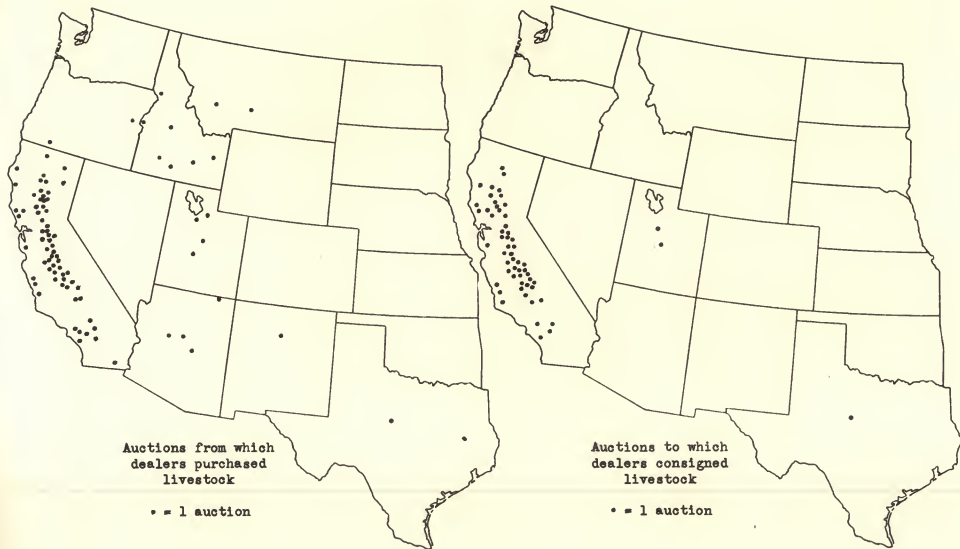 Auctions from which
dealers purchased
livestock
• = 1 auction
Auctions to which
dealers consigned
livestock
• = 1 auction